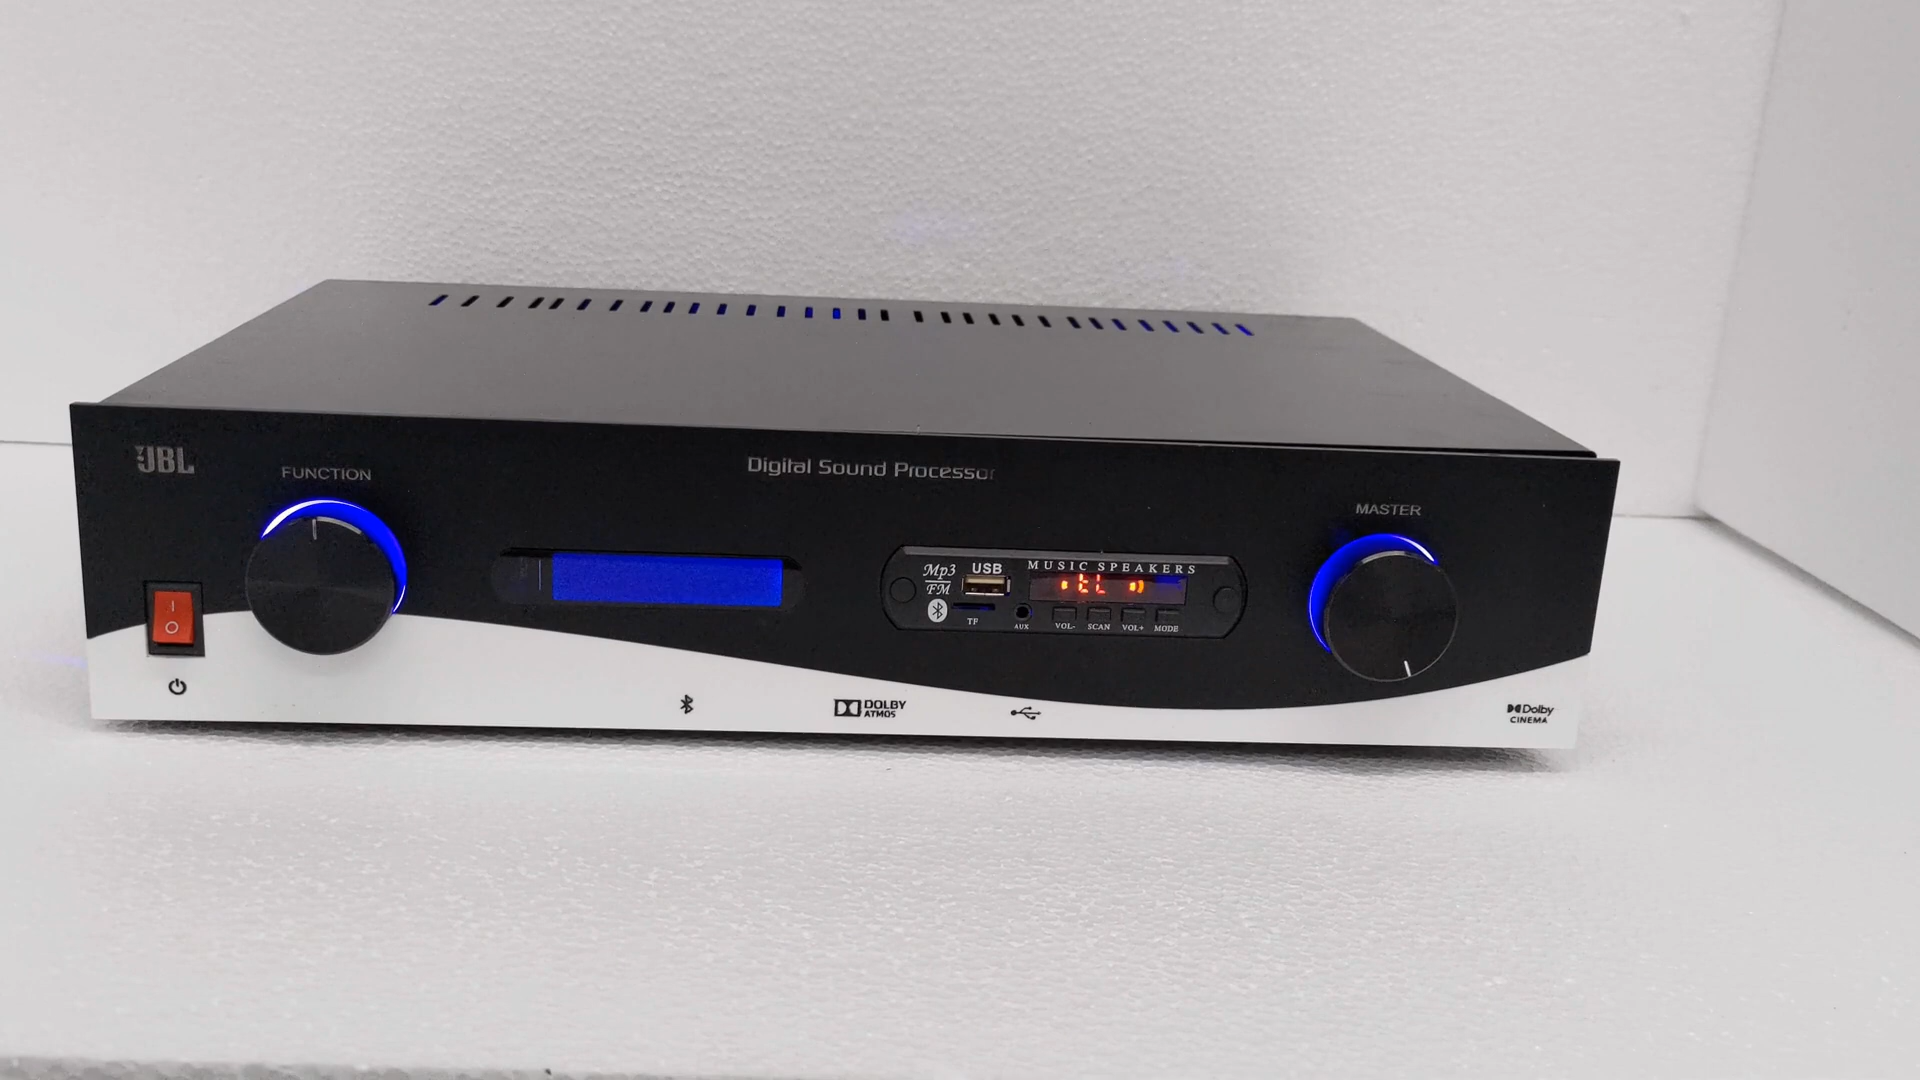 JBL
FUNCTION
Digital Sound Processor
MASTER
Mp3
FM
USB
MUSIC SPEAKERS
TF
AUX
VOL-
SCAN
VOL+
MODE
I
O
DOLBY
ATMOS
Dolby
CINEMA